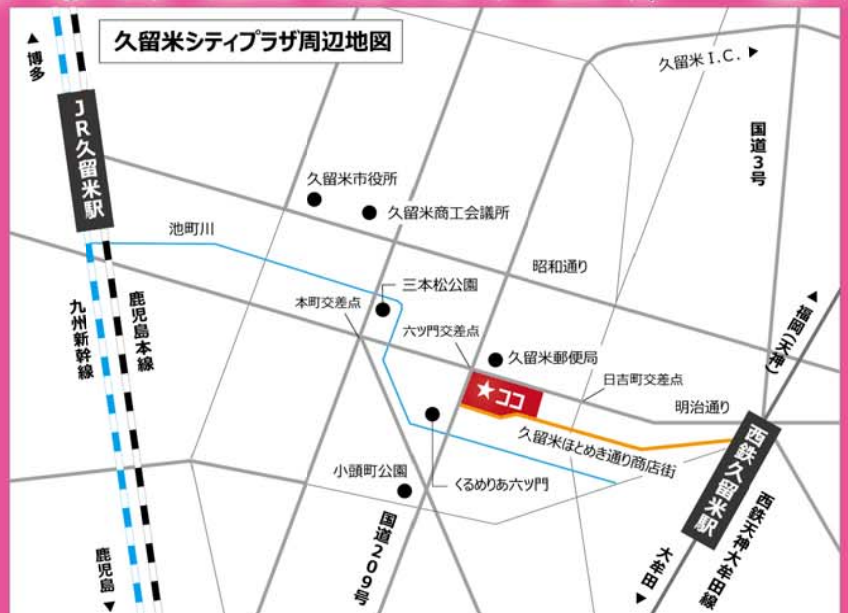 久留米シティプラザ周辺地図
▲博多
久留米 I.C. ▶
JR久留米駅
国道3号
久留米市役所
久留米商工会議所
池町川
昭和通り
三本松公園
本町交差点
六ツ門交差点
九州新幹線
鹿児島本線
▲福岡(天神)
久留米郵便局
日吉町交差点
★ココ
明治通り
久留米ほとめき通り商店街
西鉄久留米駅
小頭町公園
くるめりあ六ツ門
国道209号
西鉄天神大牟田線
鹿児島▼
大牟田▼